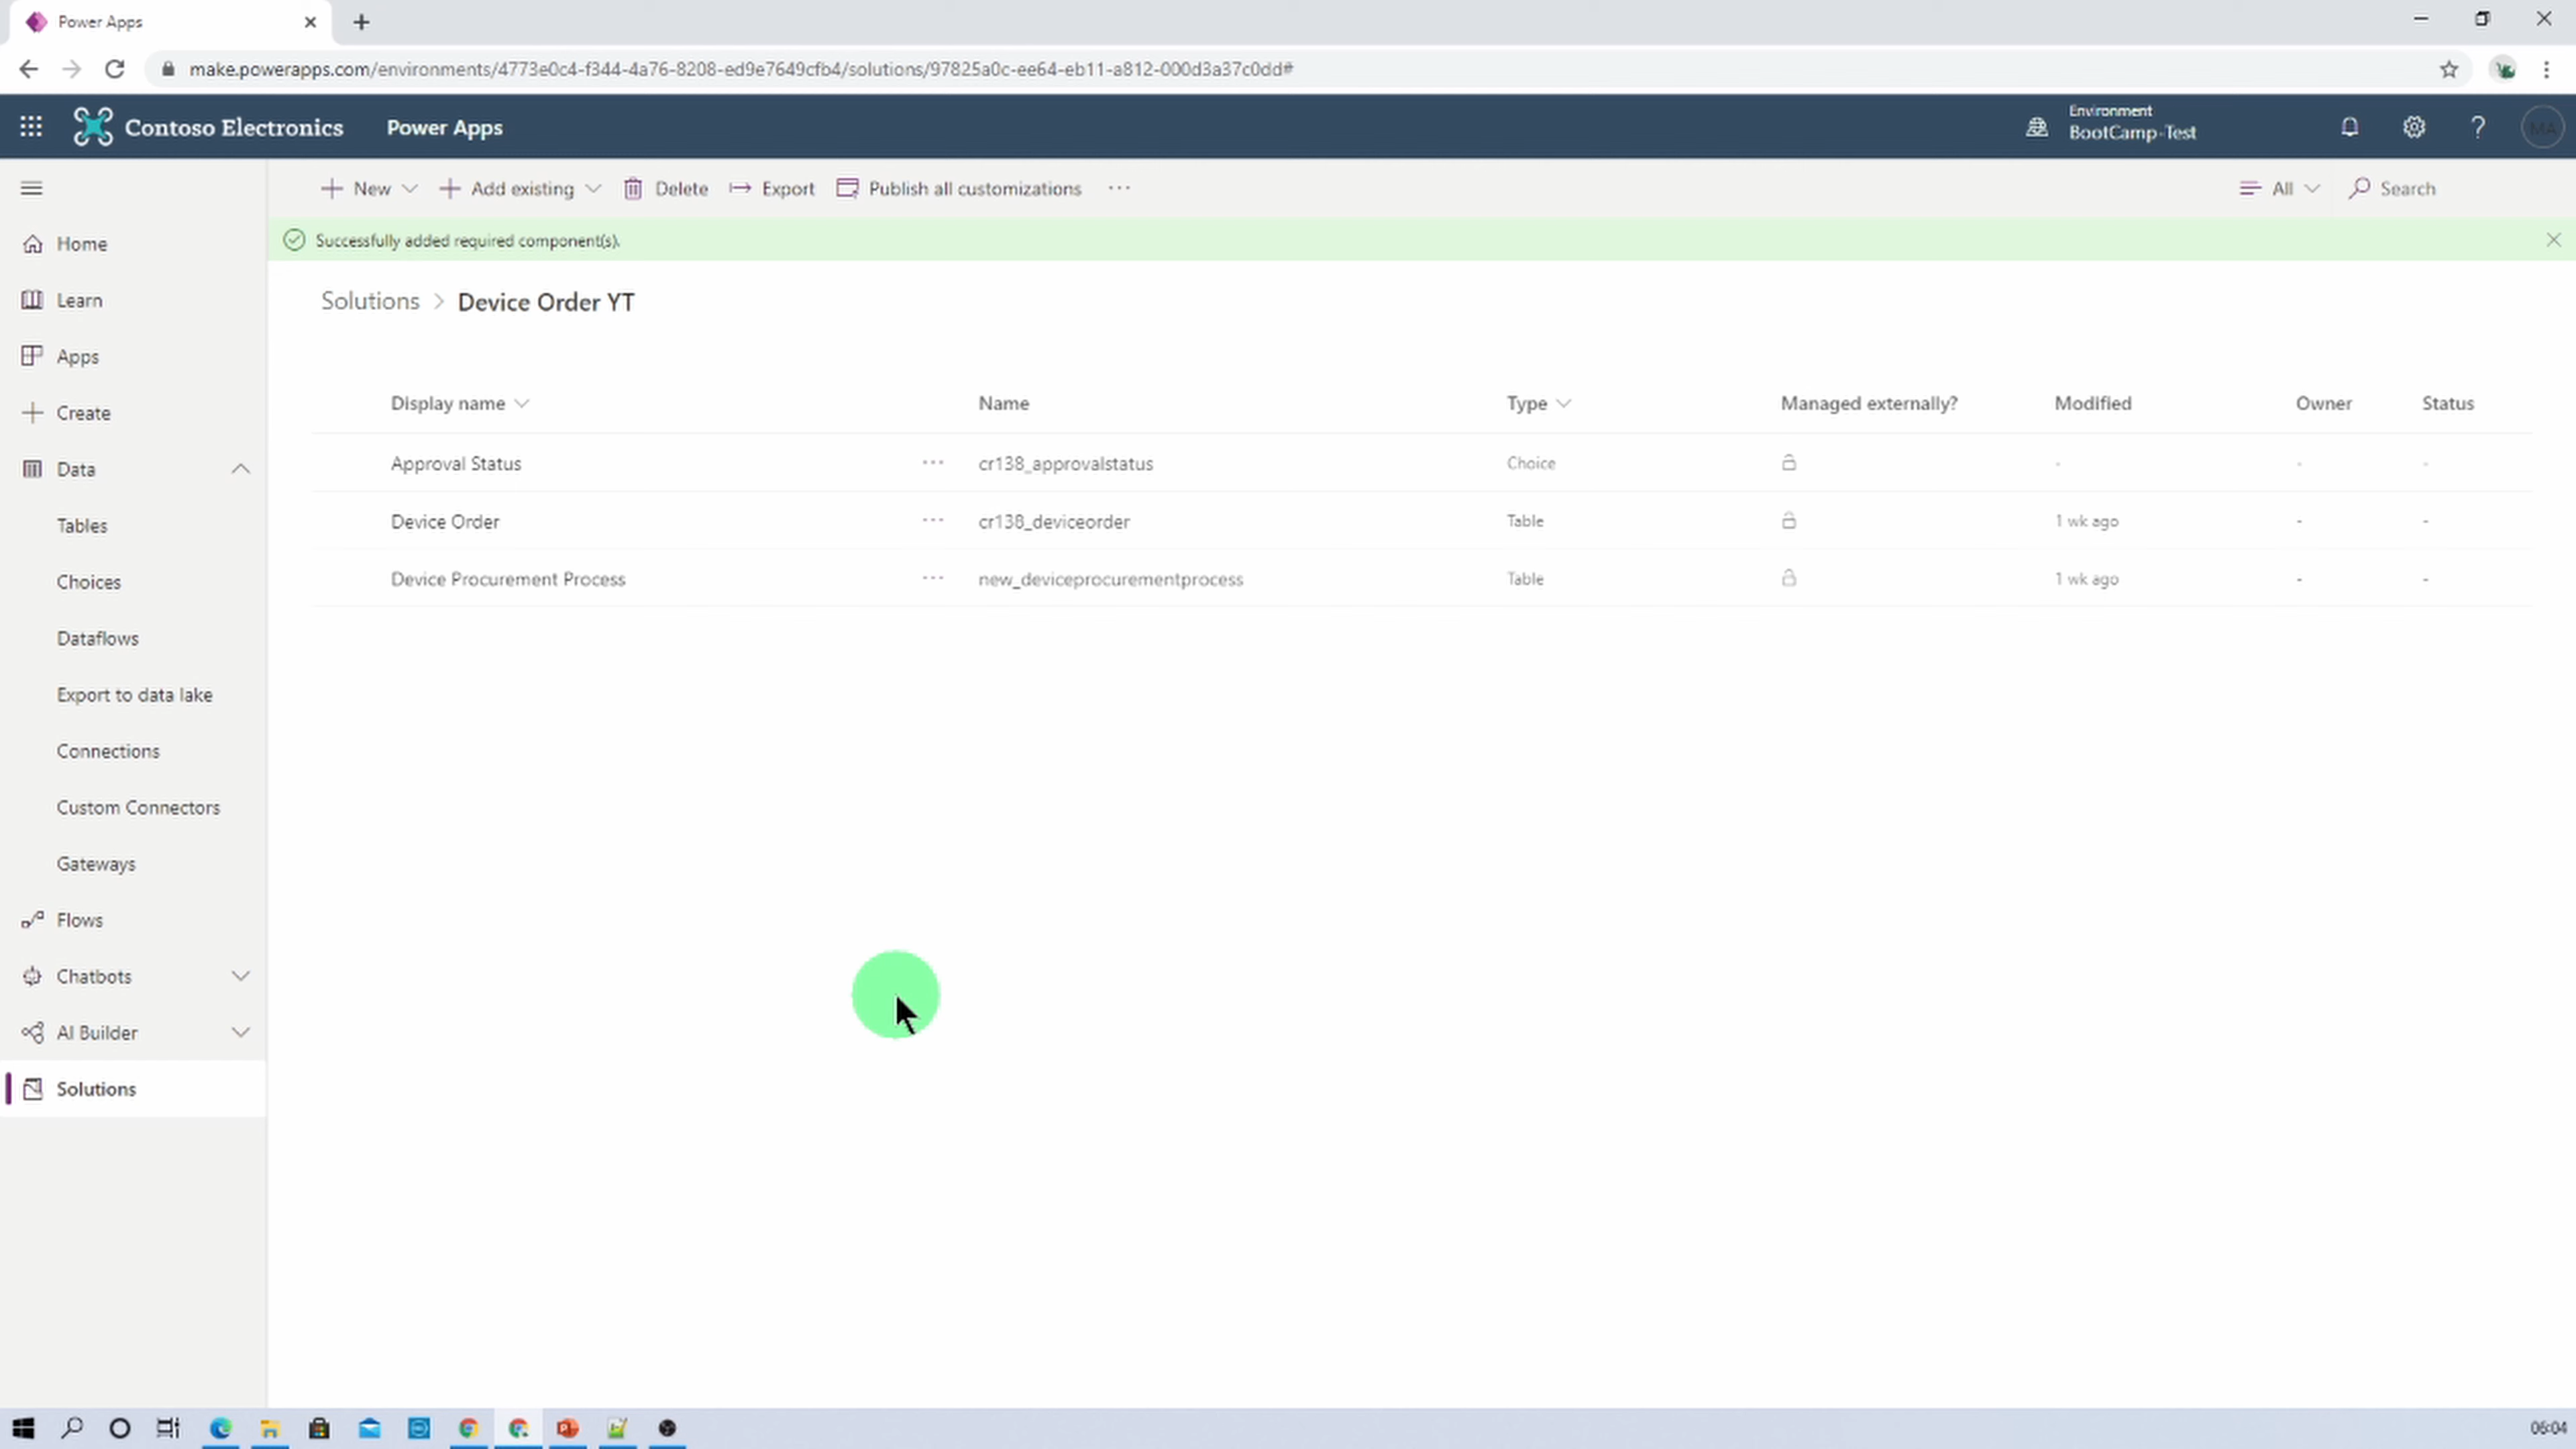 Power Apps
make.powerapps.com/environments/4773e0c4-f344-4a76-8208-ed9e7649cfb4/solutions/97825a0c-ee64-eb11-a812-000d3a37c0dd#
Contoso Electronics Power Apps
Environment
BootCamp-Test
MA
New Add existing Delete Export Publish all customizations All Search
Successfully added required component(s).
Solutions > Device Order YT
Home
Learn
Apps
Create
Data
Tables
Choices
Dataflows
Export to data lake
Connections
Custom Connectors
Gateways
Flows
Chatbots
AI Builder
Solutions
Display name Name Type Managed externally? Modified Owner Status
Approval Status ··· cr138_approvalstatus Choice - - -
Device Order ··· cr138_deviceorder Table 1 wk ago - -
Device Procurement Process ··· new_deviceprocurementprocess Table 1 wk ago - -
06:04